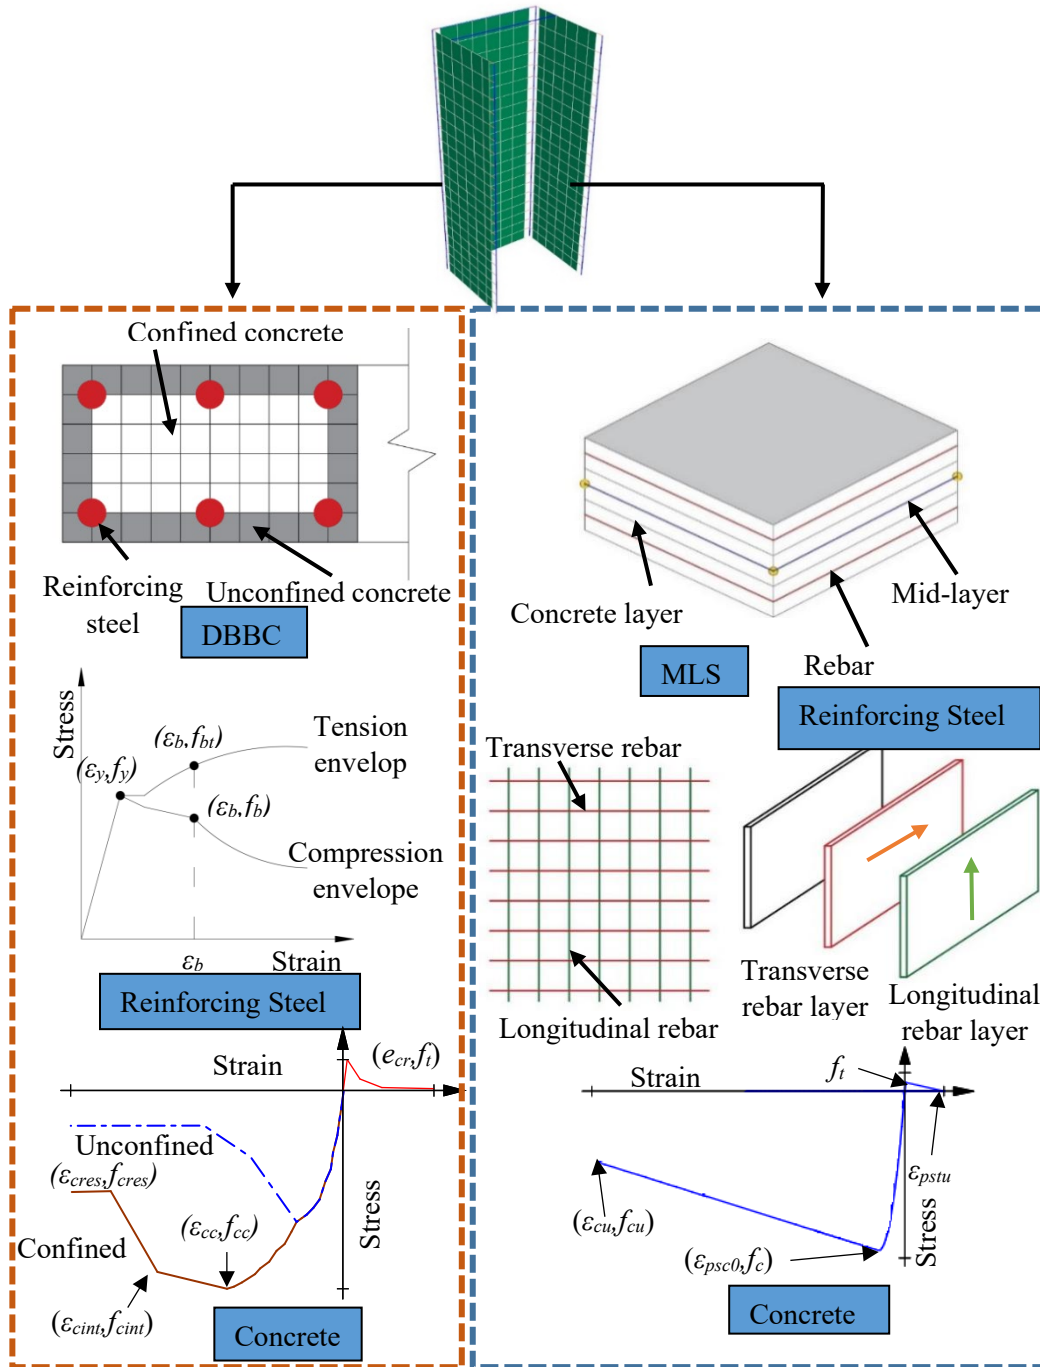 Confined concrete
Reinforcing
steel
Unconfined concrete
DBBC
Stress
(εb,fbt)
(εy,fy)
(εb,fb)
Tension
envelop
Compression
envelope
εb
Strain
Reinforcing Steel
Strain
(ecr,ft)
Unconfined
(εcres,fcres)
(εcc,fcc)
Confined
(εcint,fcint)
Stress
Concrete
Concrete layer
Mid-layer
MLS
Rebar
Reinforcing Steel
Transverse rebar
Longitudinal rebar
Transverse
rebar layer
Longitudinal
rebar layer
Strain
ft
εpstu
(εcu,fcu)
(εpsc0,fc)
Stress
Concrete